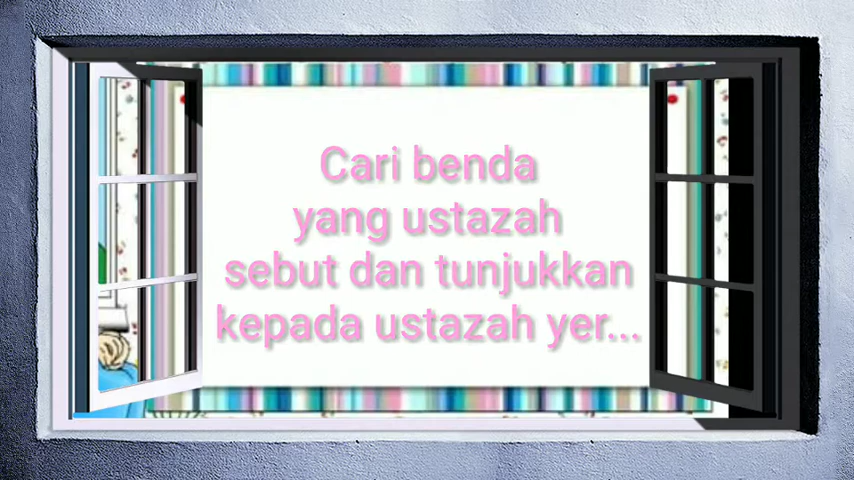 Cari benda
yang ustazah
sebut dan tunjukkan
kepada ustazah yer...